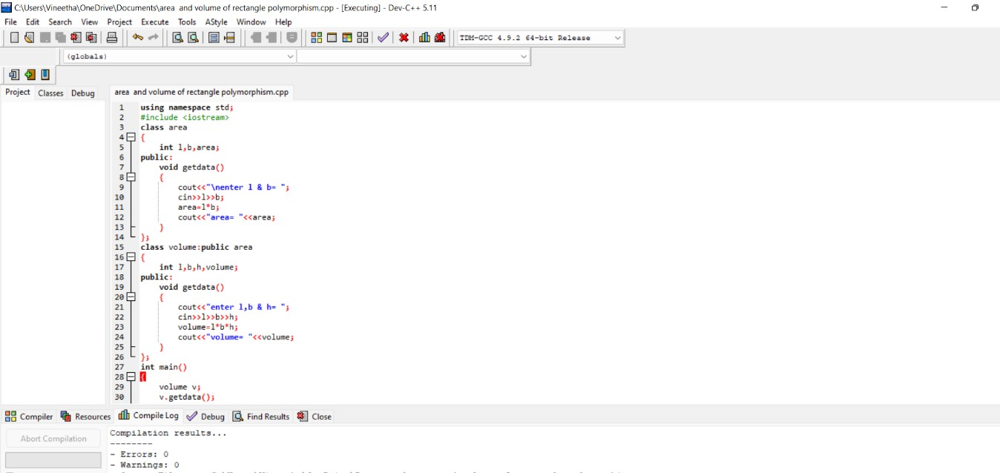 C:\Users\Vineetha\OneDrive\Documents\area  and volume of rectangle polymorphism.cpp - [Executing] - Dev-C++ 5.11
File Edit Search View Project Execute Tools AStyle Window Help
TDM-GCC 4.9.2 64-bit Release
(globals)
Project Classes Debug
area  and volume of rectangle polymorphism.cpp
1 using namespace std;
2 #include <iostream>
3 class area
4 {
5     int l,b,area;
6 public:
7     void getdata()
8     {
9         cout<<"\nenter l & b= ";
10         cin>>l>>b;
11         area=l*b;
12         cout<<"area= "<<area;
13     }
14 };
15 class volume:public area
16 {
17     int l,b,h,volume;
18 public:
19     void getdata()
20     {
21         cout<<"enter l,b & h= ";
22         cin>>l>>b>>h;
23         volume=l*b*h;
24         cout<<"volume= "<<volume;
25     }
26 };
27 int main()
28 {
29     volume v;
30     v.getdata();
Compiler Resources Compile Log Debug Find Results Close
Abort Compilation
Compilation results...
--------
- Errors: 0
- Warnings: 0